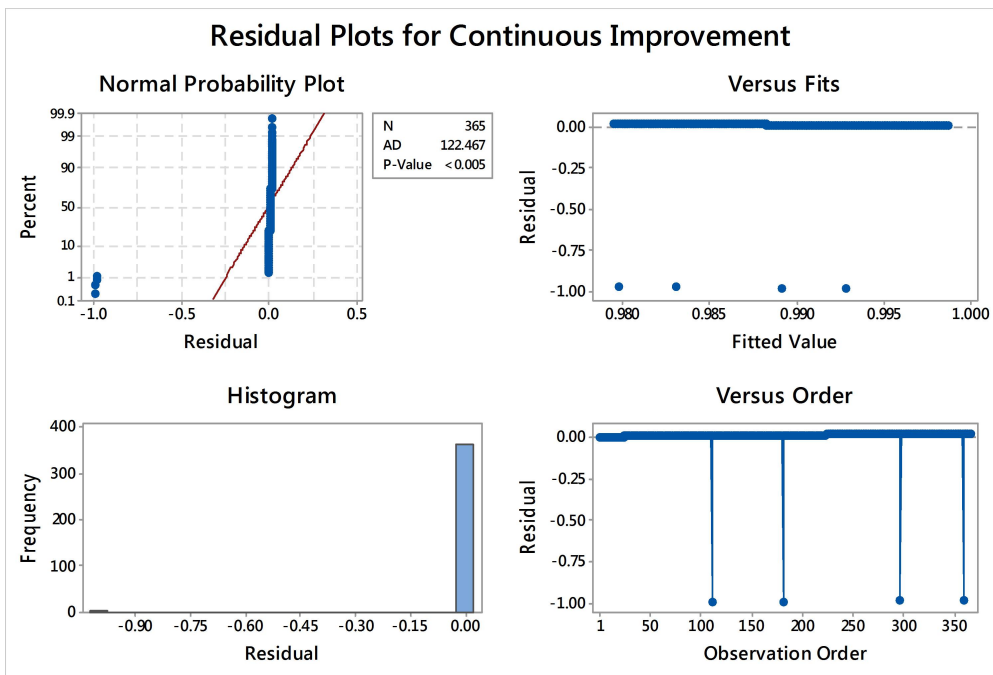 Residual Plots for Continuous Improvement
Normal Probability Plot
99.9
99
90
50
10
1
0.1
Percent
-1.0 -0.5 0.0 0.5
Residual
N 365
AD 122.467
P-Value <0.005
Versus Fits
0.00
-0.25
-0.50
-0.75
-1.00
Residual
0.980 0.985 0.990 0.995 1.000
Fitted Value
Histogram
400
300
200
100
0
Frequency
-0.90 -0.75 -0.60 -0.45 -0.30 -0.15 0.00
Residual
Versus Order
0.00
-0.25
-0.50
-0.75
-1.00
Residual
1 50 100 150 200 250 300 350
Observation Order